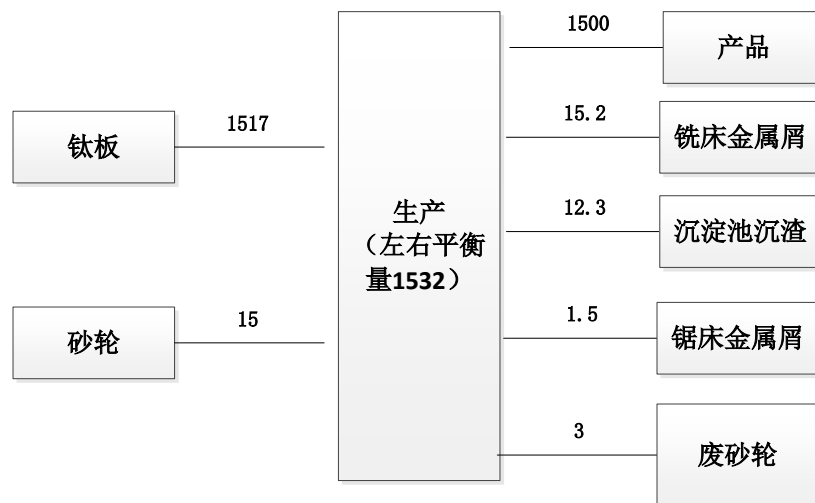 1500
产品
15.2
铣床金属屑
钛板
1517
12.3
沉淀池沉渣
生产
（左右平衡
量1532）
砂轮
15
1.5
锯床金属屑
3
废砂轮